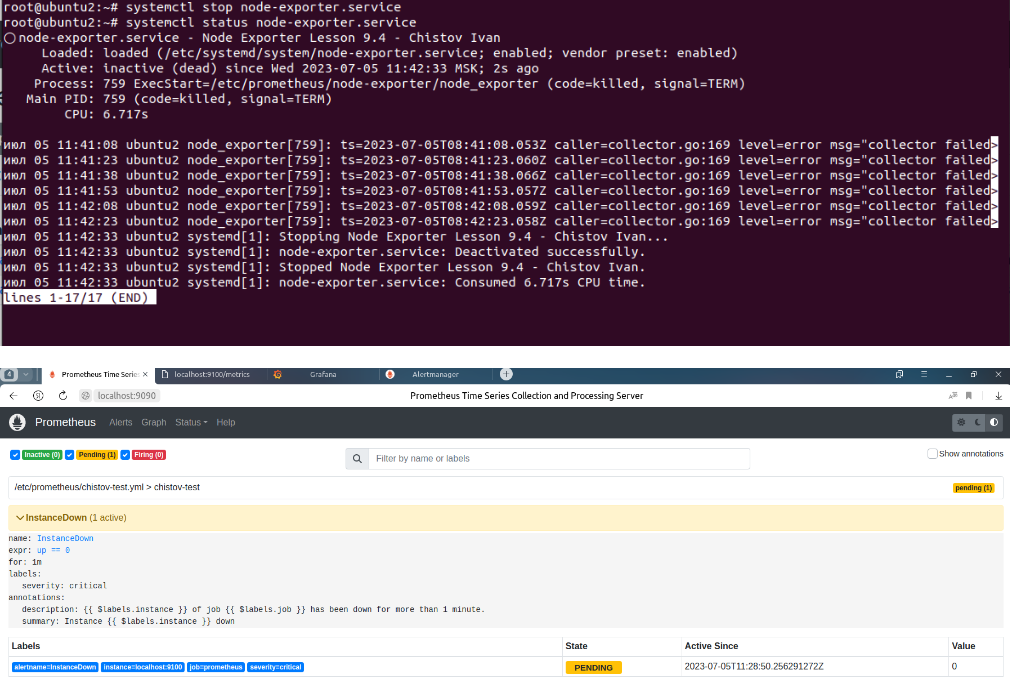 root@ubuntu2:~# systemctl stop node-exporter.service
root@ubuntu2:~# systemctl status node-exporter.service
node-exporter.service - Node Exporter Lesson 9.4 - Chistov Ivan
Loaded: loaded (/etc/systemd/system/node-exporter.service; enabled; vendor preset: enabled)
Active: inactive (dead) since Wed 2023-07-05 11:42:33 MSK; 2s ago
Process: 759 ExecStart=/etc/prometheus/node-exporter/node_exporter (code=killed, signal=TERM)
Main PID: 759 (code=killed, signal=TERM)
CPU: 6.717s
июл 05 11:41:08 ubuntu2 node_exporter[759]: ts=2023-07-05T08:41:08.053Z caller=collector.go:169 level=error msg="collector failed>
июл 05 11:41:23 ubuntu2 node_exporter[759]: ts=2023-07-05T08:41:23.060Z caller=collector.go:169 level=error msg="collector failed>
июл 05 11:41:38 ubuntu2 node_exporter[759]: ts=2023-07-05T08:41:38.066Z caller=collector.go:169 level=error msg="collector failed>
июл 05 11:41:53 ubuntu2 node_exporter[759]: ts=2023-07-05T08:41:53.057Z caller=collector.go:169 level=error msg="collector failed>
июл 05 11:42:08 ubuntu2 node_exporter[759]: ts=2023-07-05T08:42:08.059Z caller=collector.go:169 level=error msg="collector failed>
июл 05 11:42:23 ubuntu2 node_exporter[759]: ts=2023-07-05T08:42:23.058Z caller=collector.go:169 level=error msg="collector failed>
июл 05 11:42:33 ubuntu2 systemd[1]: Stopping Node Exporter Lesson 9.4 - Chistov Ivan...
июл 05 11:42:33 ubuntu2 systemd[1]: node-exporter.service: Deactivated successfully.
июл 05 11:42:33 ubuntu2 systemd[1]: Stopped Node Exporter Lesson 9.4 - Chistov Ivan.
июл 05 11:42:33 ubuntu2 systemd[1]: node-exporter.service: Consumed 6.717s CPU time.
lines 1-17/17 (END)
4 Prometheus Time Serie localhost:9100/metrics Grafana Alertmanager
localhost:9090 Prometheus Time Series Collection and Processing Server
Prometheus Alerts Graph Status Help
Inactive (0) Pending (1) Firing (0) Filter by name or labels Show annotations
/etc/prometheus/chistov-test.yml > chistov-test pending (1)
InstanceDown (1 active)
name: InstanceDown
expr: up == 0
for: 1m
labels:
severity: critical
annotations:
description: {{ $labels.instance }} of job {{ $labels.job }} has been down for more than 1 minute.
summary: Instance {{ $labels.instance }} down
Labels State Active Since Value
alertname=InstanceDown instance=localhost:9100 job=prometheus severity=critical PENDING 2023-07-05T11:28:50.256291272Z 0